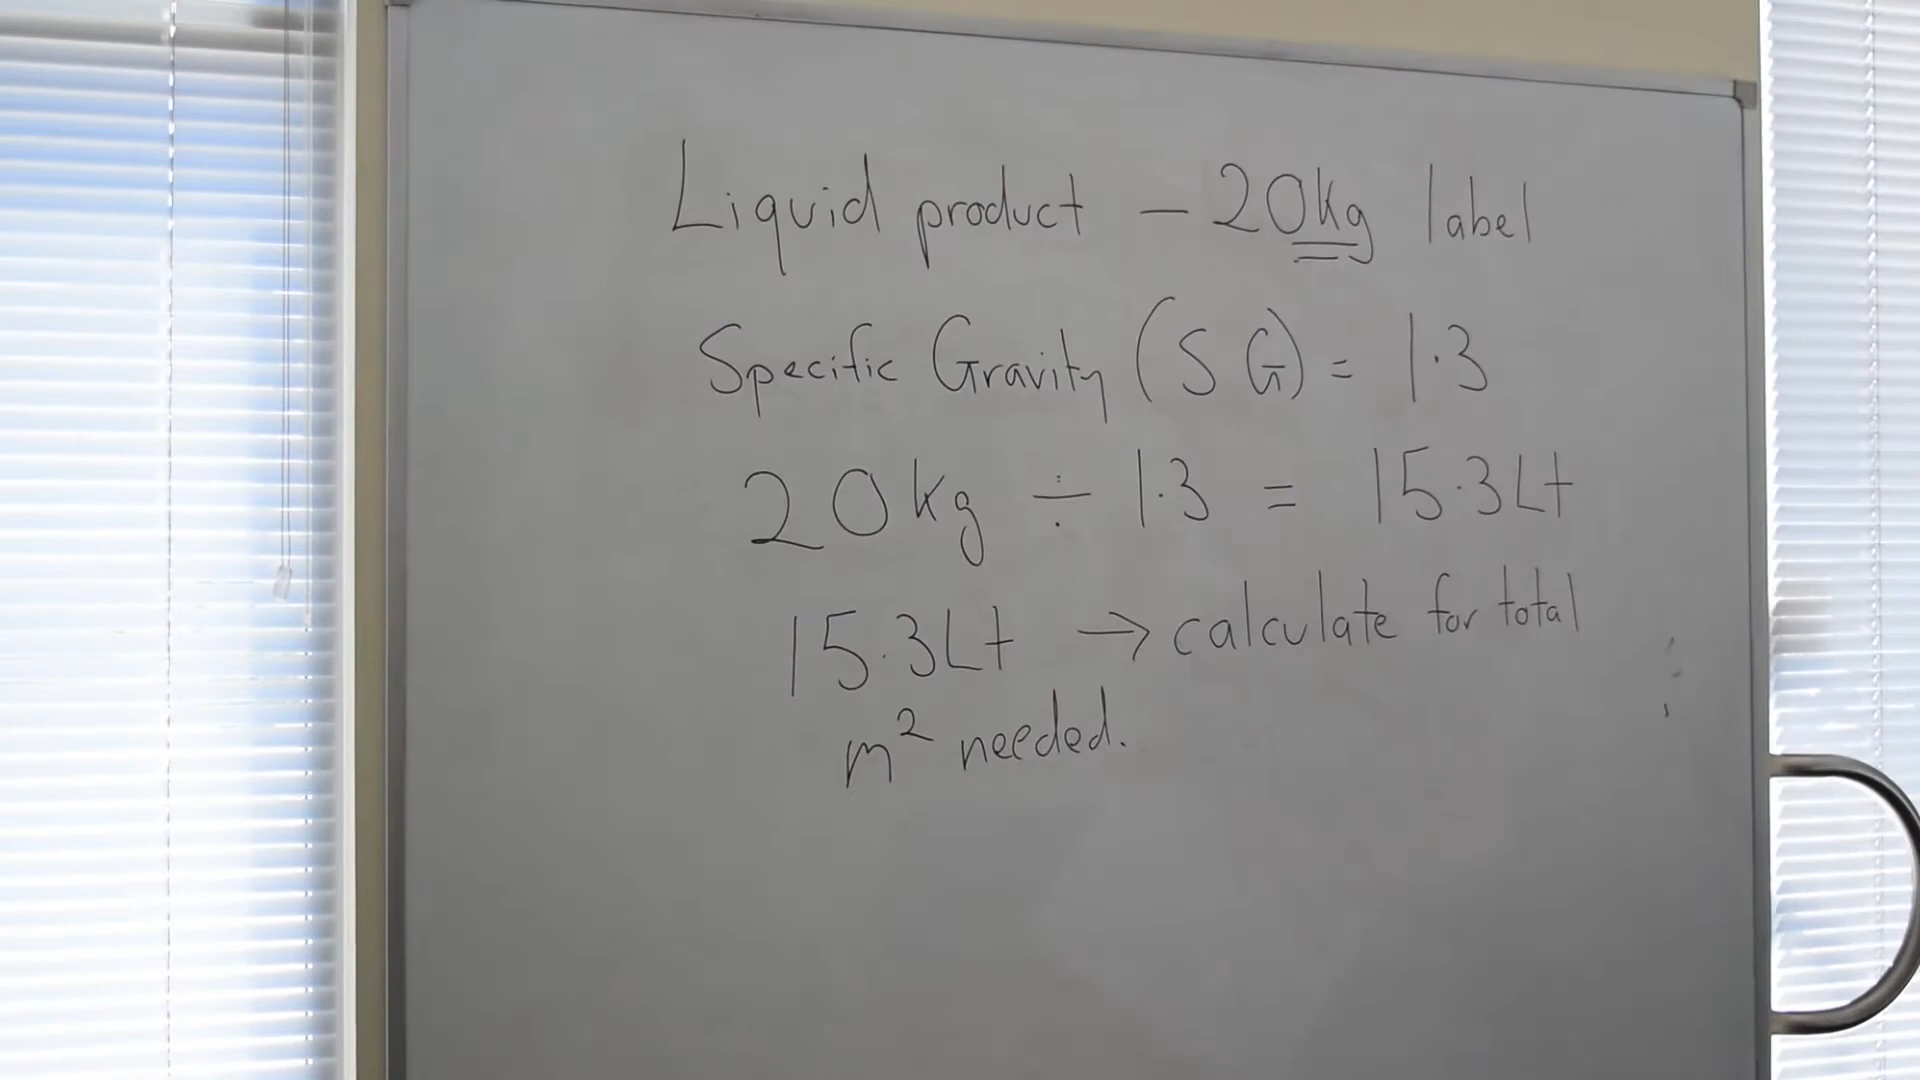 Liquid product - 20kg label
Specific Gravity (SG) = 1.3
20kg ÷ 1.3 = 15.3Lt
15.3Lt → calculate for total
m² needed.